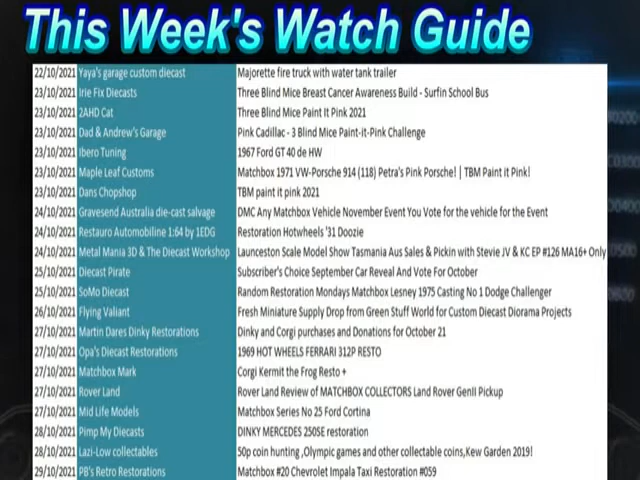 This Week's Watch Guide
22/10/2021 Yaya's garage custom diecast Majorette fire truck with water tank trailer
23/10/2021 Irie Fix Diecasts Three Blind Mice Breast Cancer Awareness Build - Surfin School Bus
23/10/2021 2AHD Cat Three Blind Mice Paint It Pink 2021
23/10/2021 Dad & Andrew's Garage Pink Cadillac - 3 Blind Mice Paint-it-Pink Challenge
23/10/2021 Ibero Tuning 1967 Ford GT 40 de HW
23/10/2021 Maple Leaf Customs Matchbox 1971 VW-Porsche 914 (118) Petra's Pink Porsche! | TBM Paint it Pink!
23/10/2021 Dans Chopshop TBM paint it pink 2021
24/10/2021 Gravesend Australia die-cast salvage DMC Any Matchbox Vehicle November Event You Vote for the vehicle for the Event
24/10/2021 Restauro Automobiline 1:64 by 1EDG Restoration Hotwheels '31 Doozie
24/10/2021 Metal Mania 3D & The Diecast Workshop Launceston Scale Model Show Tasmania Aus Sales & Pickin with Stevie JV & KC EP #126 MA16+ Only
25/10/2021 Diecast Pirate Subscriber's Choice September Car Reveal And Vote For October
25/10/2021 SoMo Diecast Random Restoration Mondays Matchbox Lesney 1975 Casting No 1 Dodge Challenger
26/10/2021 Flying Valiant Fresh Miniature Supply Drop from Green Stuff World for Custom Diecast Diorama Projects
27/10/2021 Martin Dares Dinky Restorations Dinky and Corgi purchases and Donations for October 21
27/10/2021 Opa's Diecast Restorations 1969 HOT WHEELS FERRARI 312P RESTO
27/10/2021 Matchbox Mark Corgi Kermit the Frog Resto +
27/10/2021 Rover Land Rover Land Review of MATCHBOX COLLECTORS Land Rover GenII Pickup
27/10/2021 Mid Life Models Matchbox Series No 25 Ford Cortina
28/10/2021 Pimp My Diecasts DINKY MERCEDES 250SE restoration
28/10/2021 Lazi-Low collectables 50p coin hunting ,Olympic games and other collectable coins,Kew Garden 2019!
29/10/2021 PB's Retro Restorations Matchbox #20 Chevrolet Impala Taxi Restoration #059